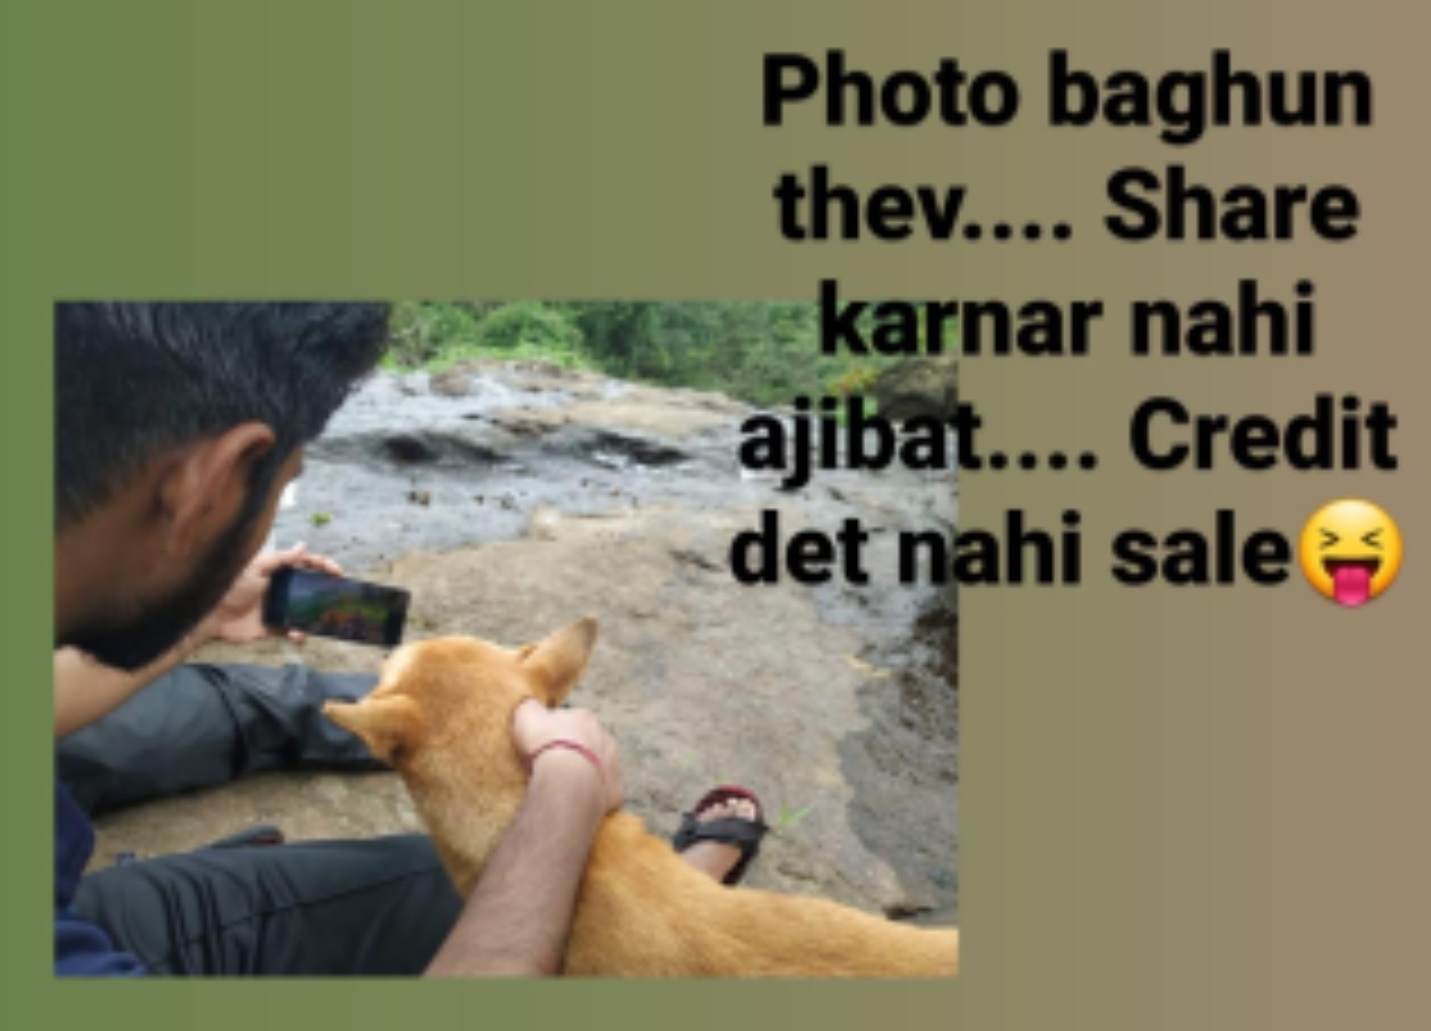 Photo baghun
thev.... Share
karnar nahi
ajibat.... Credit
det nahi sale😝